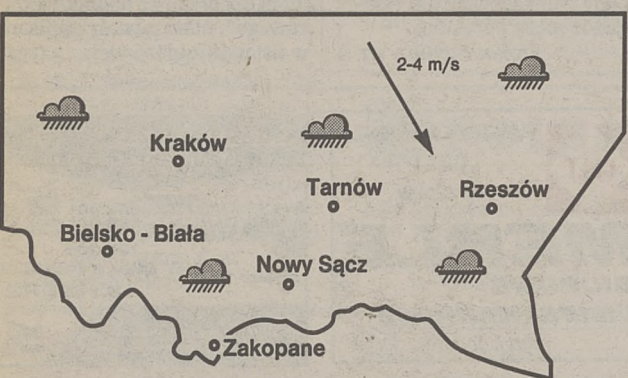 2-4 m/s
Kraków
Tarnów
Rzeszów
Bielsko - Biała
Nowy Sącz
Zakopane